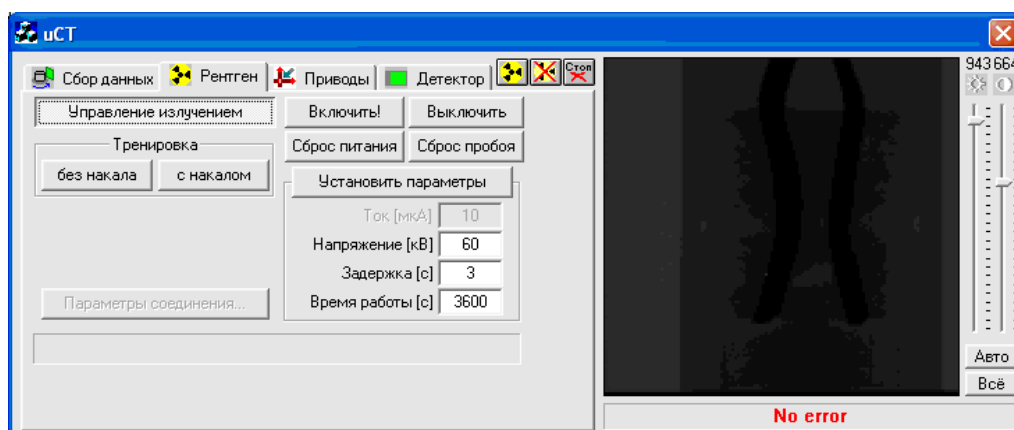 uCT
Сбор данных Рентген Приводы Детектор Стоп
943 664
Управление излучением Включить! Выключить
Тренировка Сброс питания Сброс пробоя
без накала с накалом Установить параметры
Ток [мкА] 10
Напряжение [кВ] 60
Задержка [с] 3
Параметры соединения... Время работы [с] 3600
Авто
Всё
No error